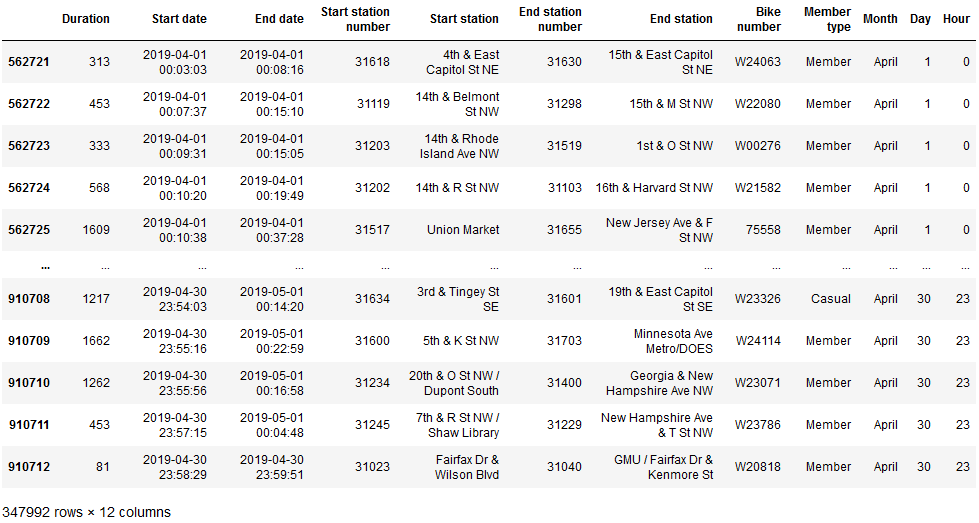 Duration Start date End date Start station number Start station End station number End station Bike number Member type Month Day Hour
562721 313 2019-04-01 00:03:03 2019-04-01 00:08:16 31618 4th & East Capitol St NE 31630 15th & East Capitol St NE W24063 Member April 1 0
562722 453 2019-04-01 00:07:37 2019-04-01 00:15:10 31119 14th & Belmont St NW 31298 15th & M St NW W22080 Member April 1 0
562723 333 2019-04-01 00:09:31 2019-04-01 00:15:05 31203 14th & Rhode Island Ave NW 31519 1st & O St NW W00276 Member April 1 0
562724 568 2019-04-01 00:10:20 2019-04-01 00:19:49 31202 14th & R St NW 31103 16th & Harvard St NW W21582 Member April 1 0
562725 1609 2019-04-01 00:10:38 2019-04-01 00:37:28 31517 Union Market 31655 New Jersey Ave & F St NW 75558 Member April 1 0
... ... ... ... ... ... ... ... ... ... ... ... ...
910708 1217 2019-04-30 23:54:03 2019-05-01 00:14:20 31634 3rd & Tingey St SE 31601 19th & East Capitol St SE W23326 Casual April 30 23
910709 1662 2019-04-30 23:55:16 2019-05-01 00:22:59 31600 5th & K St NW 31703 Minnesota Ave Metro/DOES W24114 Member April 30 23
910710 1262 2019-04-30 23:55:56 2019-05-01 00:16:58 31234 20th & O St NW / Dupont South 31400 Georgia & New Hampshire Ave NW W23071 Member April 30 23
910711 453 2019-04-30 23:57:15 2019-05-01 00:04:48 31245 7th & R St NW / Shaw Library 31229 New Hampshire Ave & T St NW W23786 Member April 30 23
910712 81 2019-04-30 23:58:29 2019-04-30 23:59:51 31023 Fairfax Dr & Wilson Blvd 31040 GMU / Fairfax Dr & Kenmore St W20818 Member April 30 23
347992 rows × 12 columns